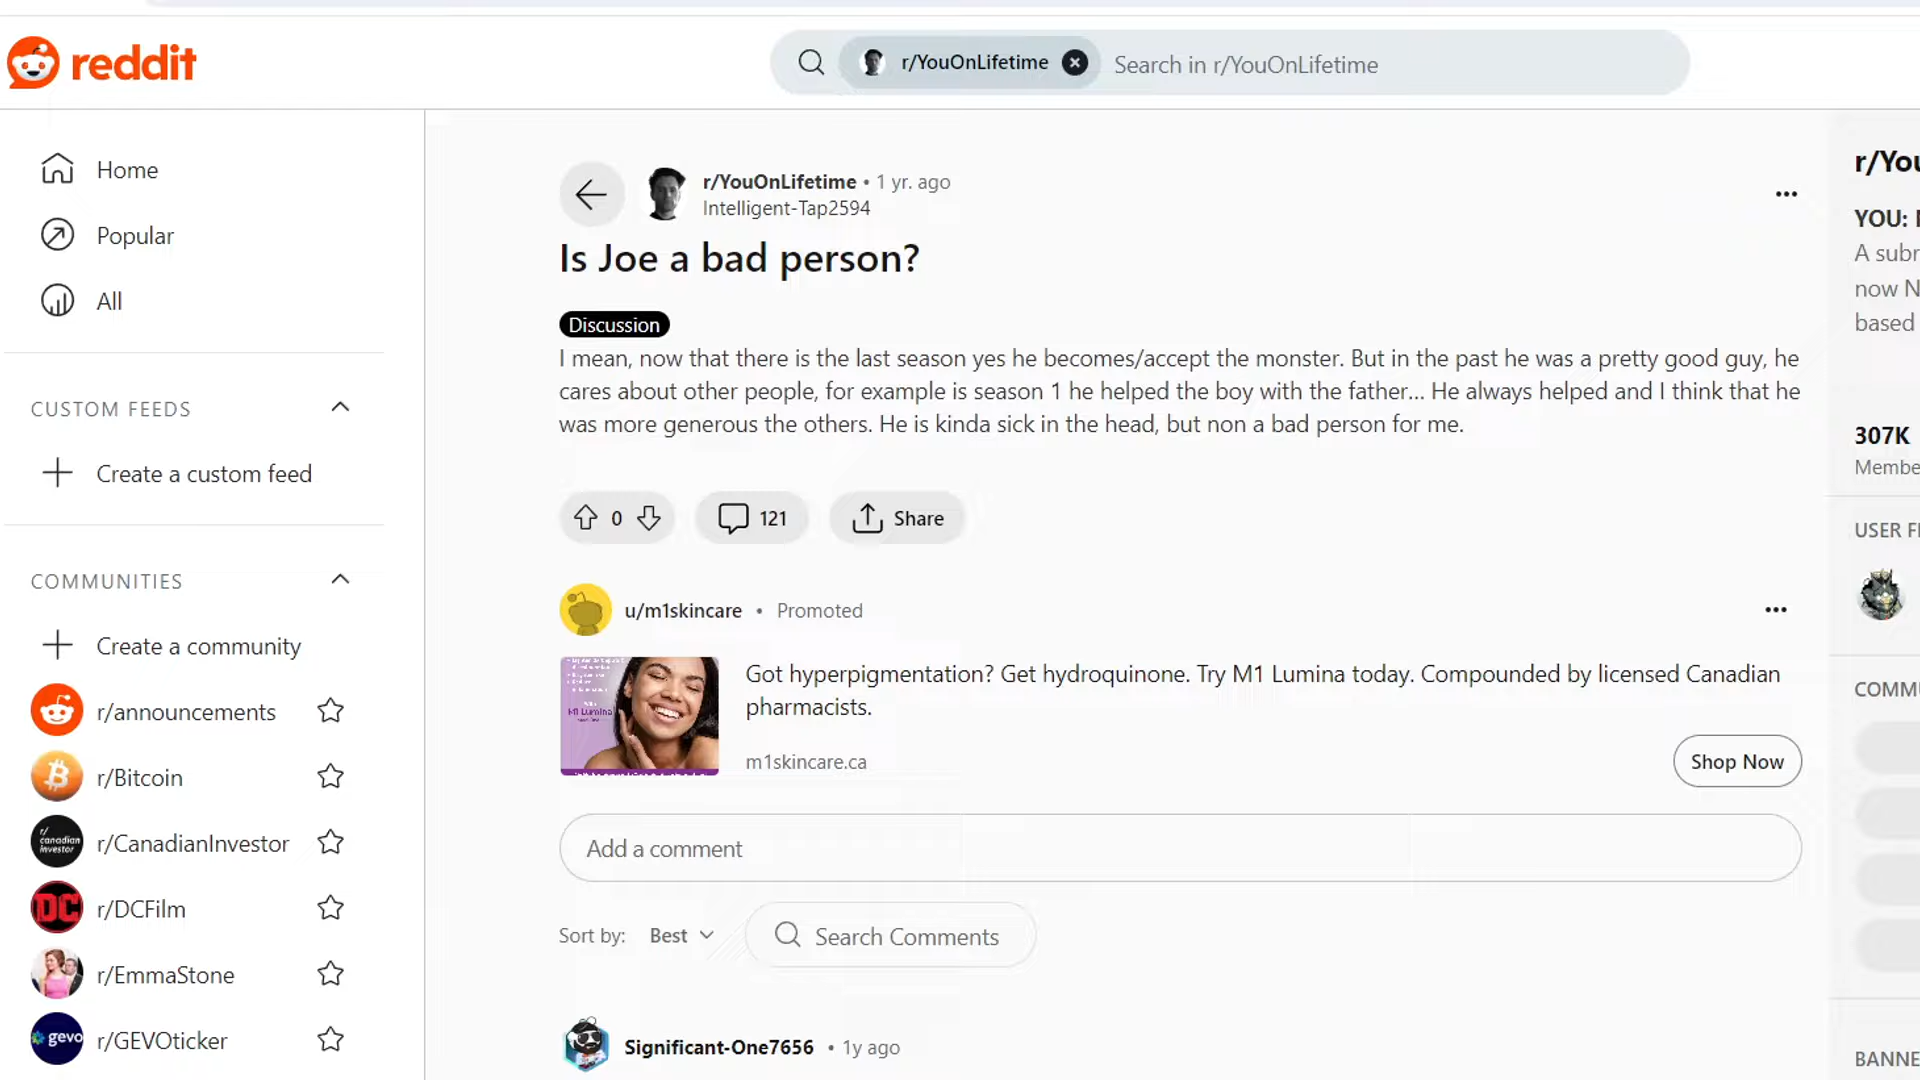 reddit
r/YouOnLifetime
Search in r/YouOnLifetime
Home
Popular
All
CUSTOM FEEDS
Create a custom feed
COMMUNITIES
Create a community
r/announcements
r/Bitcoin
r/
canadian
investor
r/CanadianInvestor
DC
r/DCFilm
r/EmmaStone
gevo
r/GEVOticker
r/YouOnLifetime • 1 yr. ago
Intelligent-Tap2594
Is Joe a bad person?
Discussion
I mean, now that there is the last season yes he becomes/accept the monster. But in the past he was a pretty good guy, he
cares about other people, for example is season 1 he helped the boy with the father... He always helped and I think that he
was more generous the others. He is kinda sick in the head, but non a bad person for me.
0
121
Share
u/m1skincare • Promoted
M1 Lumina
Got hyperpigmentation? Get hydroquinone. Try M1 Lumina today. Compounded by licensed Canadian
pharmacists.
m1skincare.ca
Shop Now
Add a comment
Sort by: Best
Search Comments
Significant-One7656 • 1y ago
r/You
YOU:
A subr
now N
based
307K
Membe
USER F
COMMU
BANNE